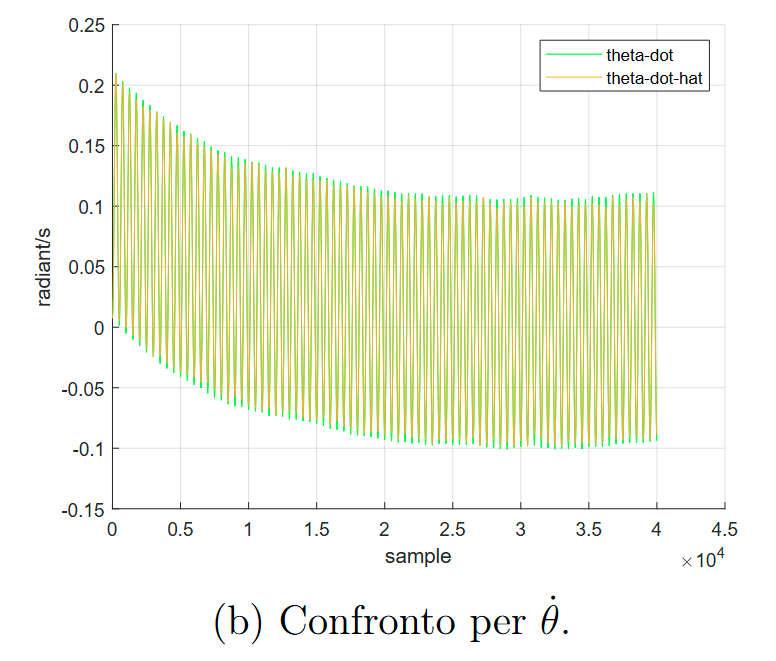 0.25
theta-dot
theta-dot-hat
0.2
0.15
0.1
0.05
0
-0.05
-0.1
-0.15
radiant/s
0 0.5 1 1.5 2 2.5 3 3.5 4 4.5
sample
×10⁴
(b) Confronto per θ̇.